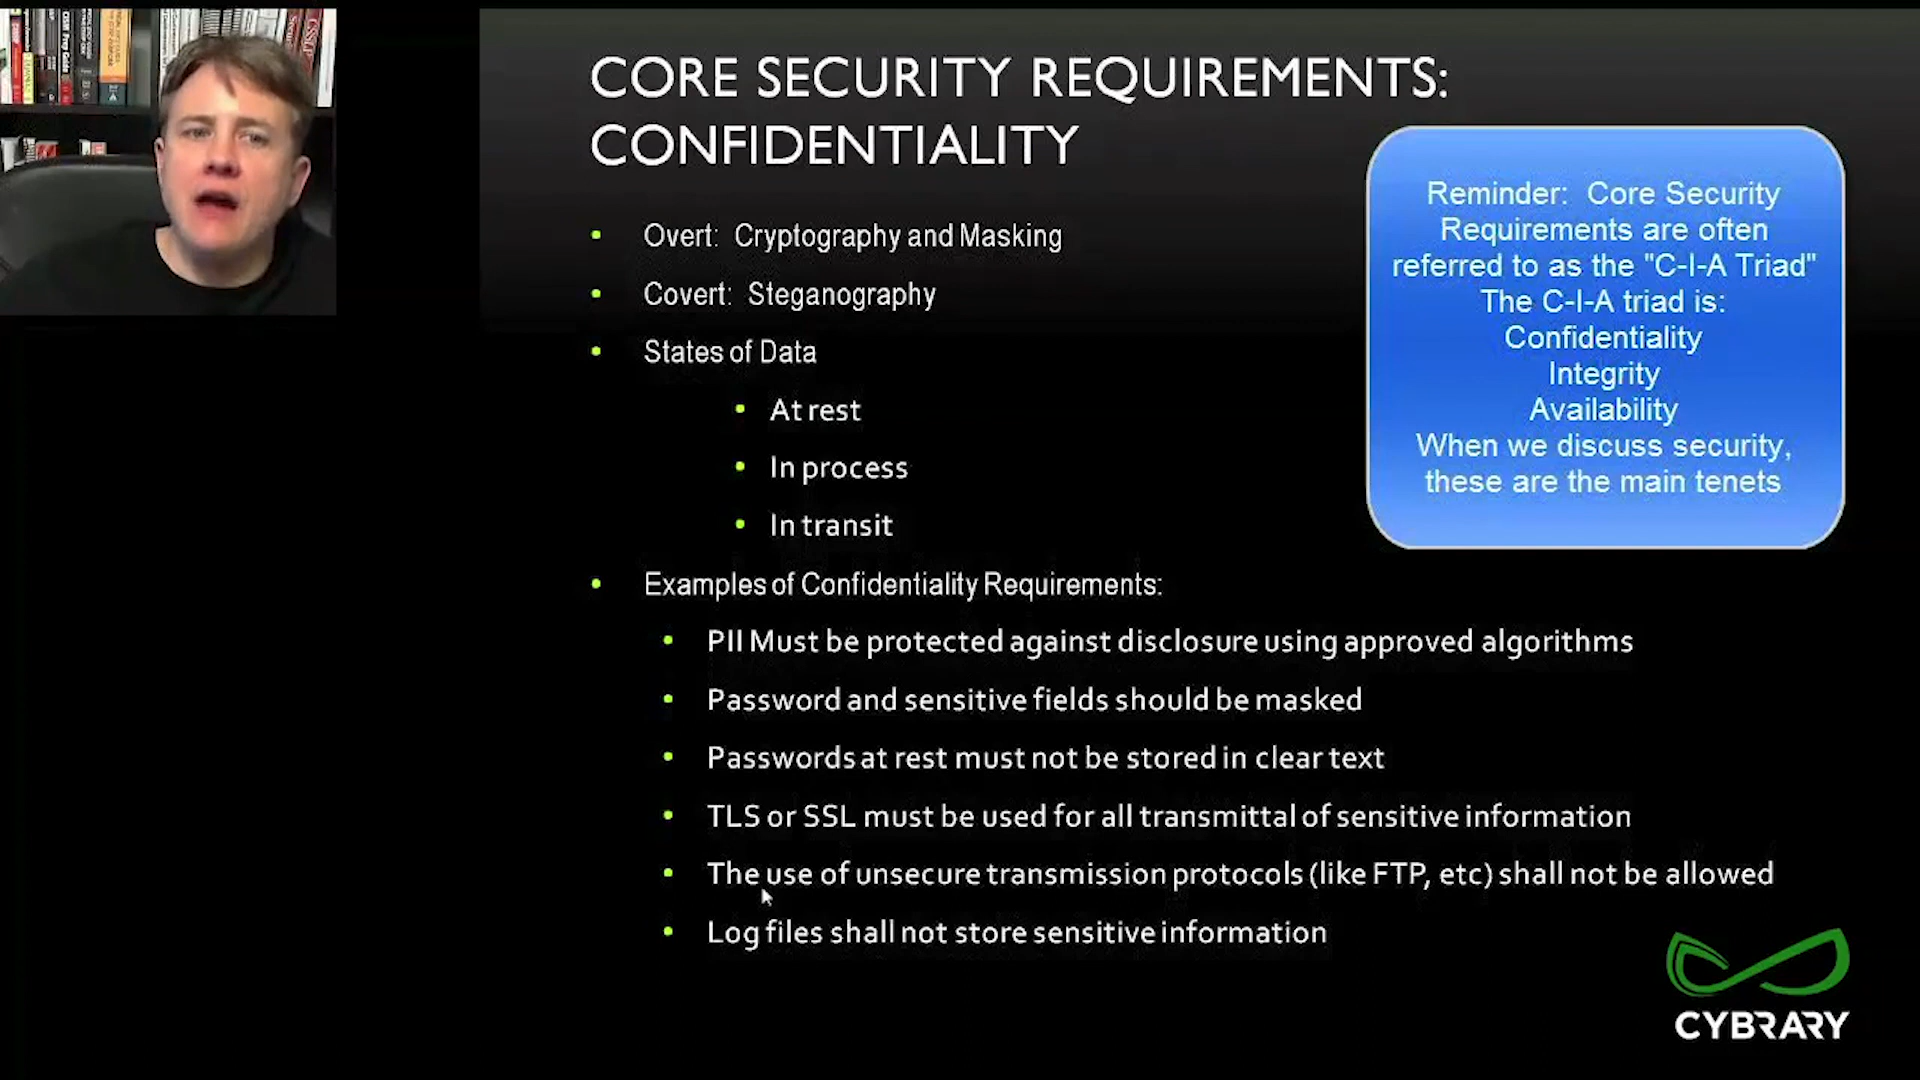 CORE SECURITY REQUIREMENTS:
CONFIDENTIALITY
Overt: Cryptography and Masking
Covert: Steganography
States of Data
At rest
In process
In transit
Examples of Confidentiality Requirements:
PII Must be protected against disclosure using approved algorithms
Password and sensitive fields should be masked
Passwords at rest must not be stored in clear text
TLS or SSL must be used for all transmittal of sensitive information
The use of unsecure transmission protocols (like FTP, etc) shall not be allowed
Log files shall not store sensitive information
Reminder: Core Security
Requirements are often
referred to as the "C-I-A Triad"
The C-I-A triad is:
Confidentiality
Integrity
Availability
When we discuss security,
these are the main tenets
CYBRARY